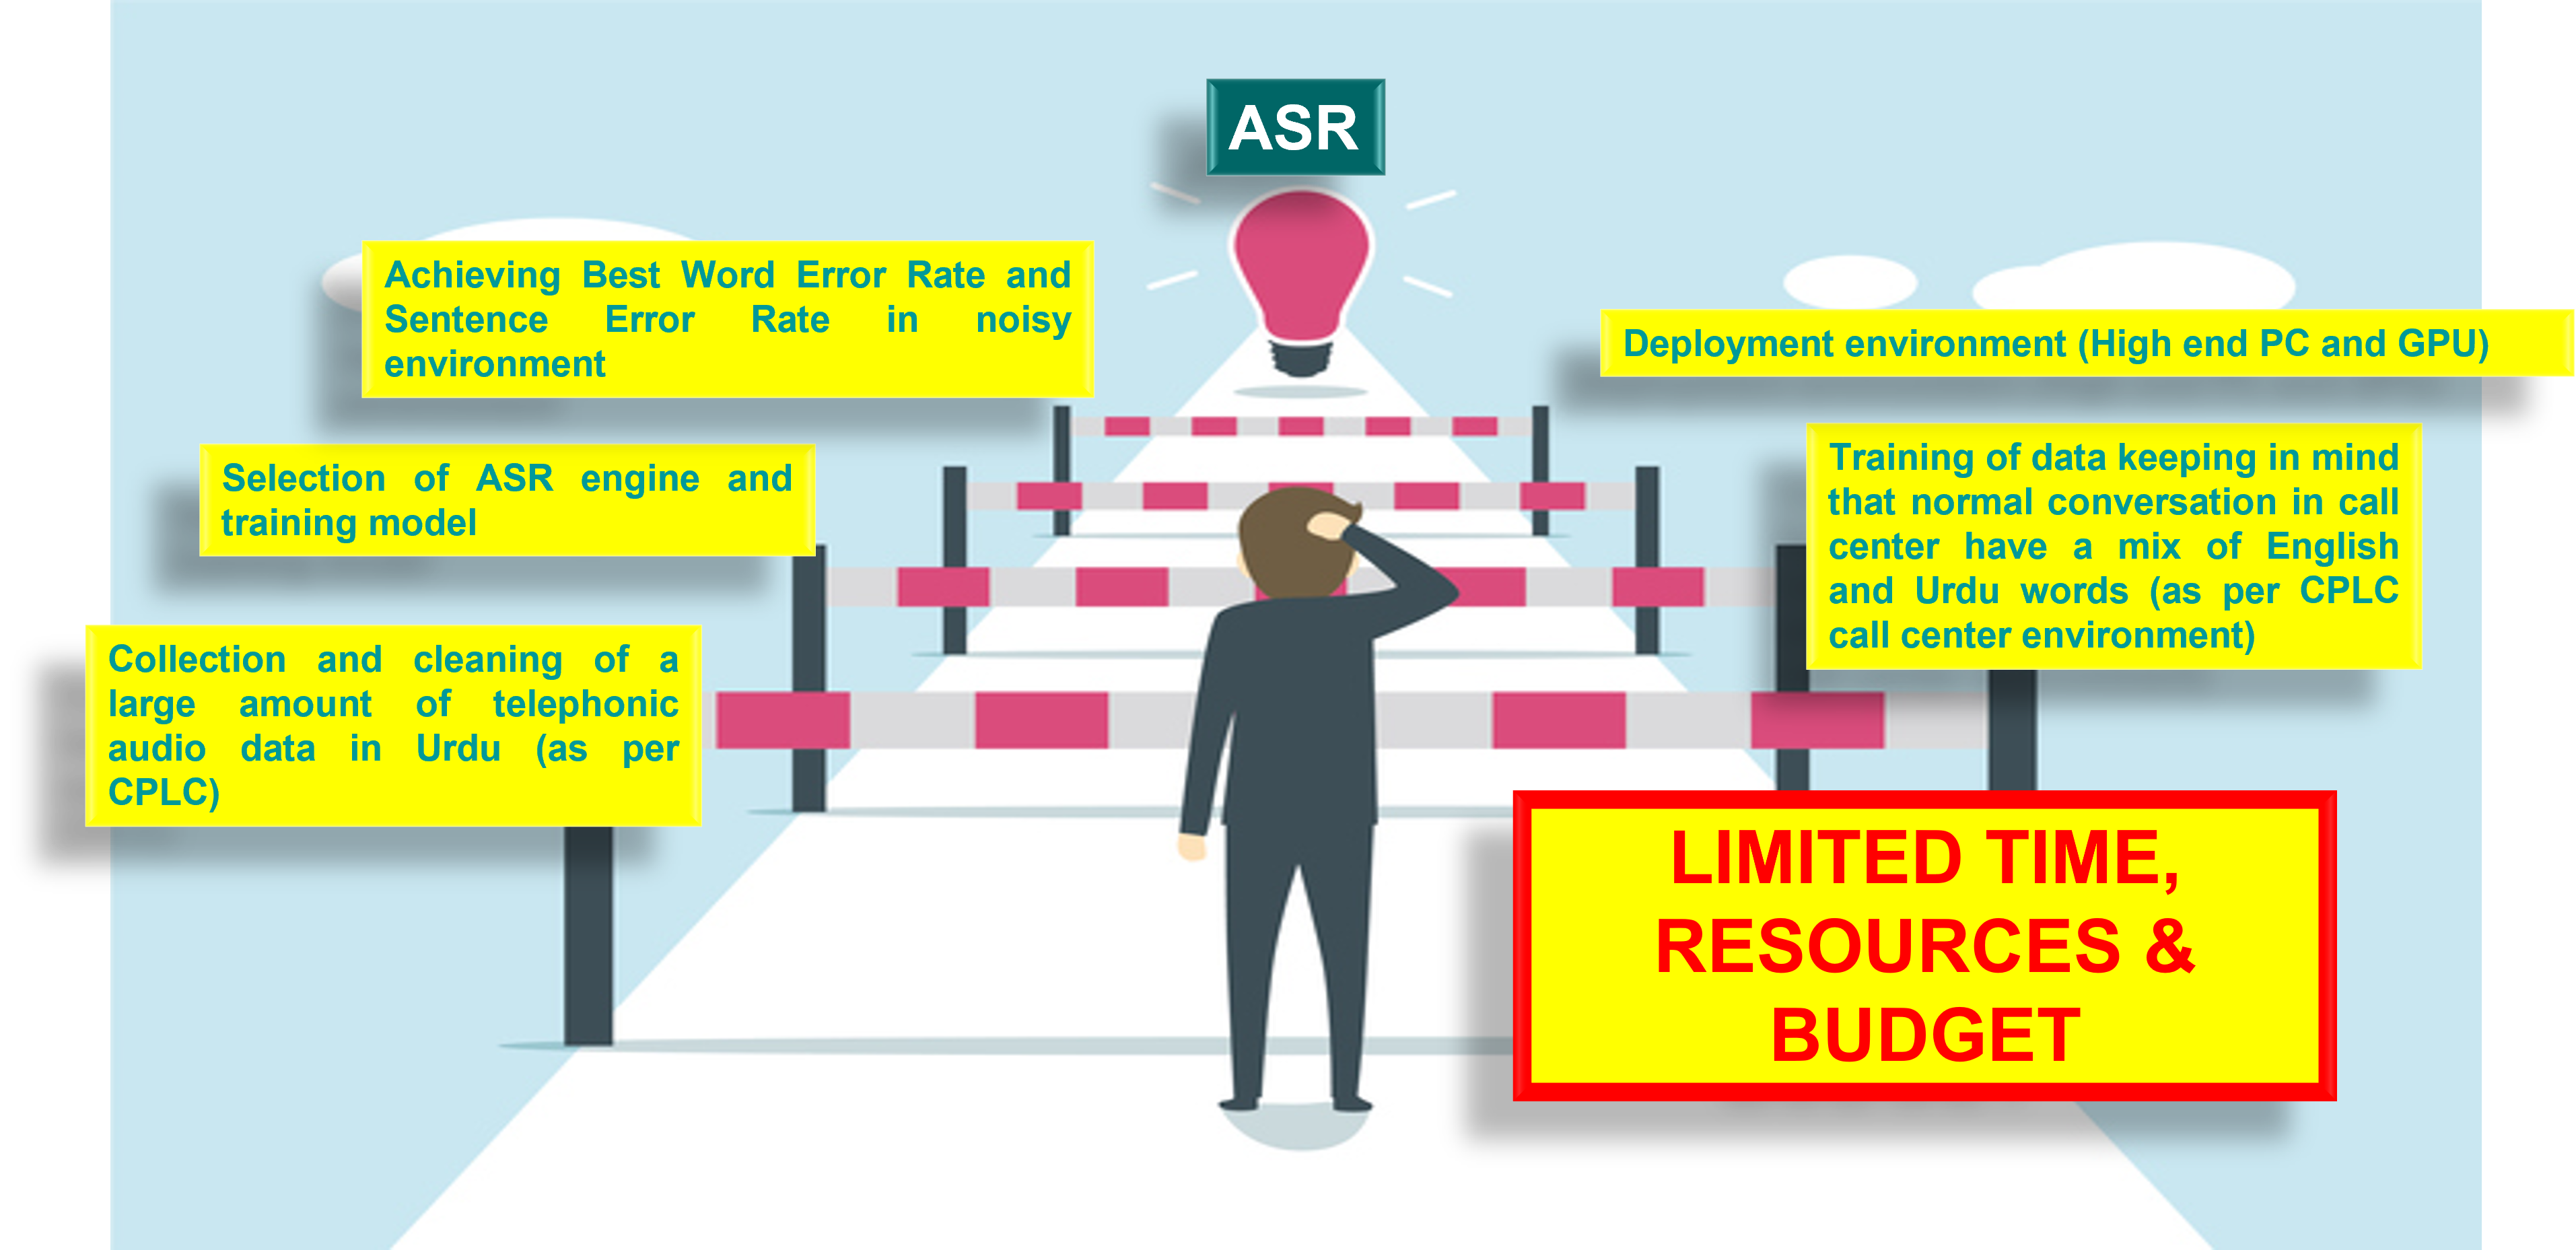 ASR
Achieving Best Word Error Rate and
Sentence Error Rate in noisy
environment
Deployment environment (High end PC and GPU)
Selection of ASR engine and
training model
Training of data keeping in mind
that normal conversation in call
center have a mix of English
and Urdu words (as per CPLC
call center environment)
Collection and cleaning of a
large amount of telephonic
audio data in Urdu (as per
CPLC)
LIMITED TIME,
RESOURCES &
BUDGET